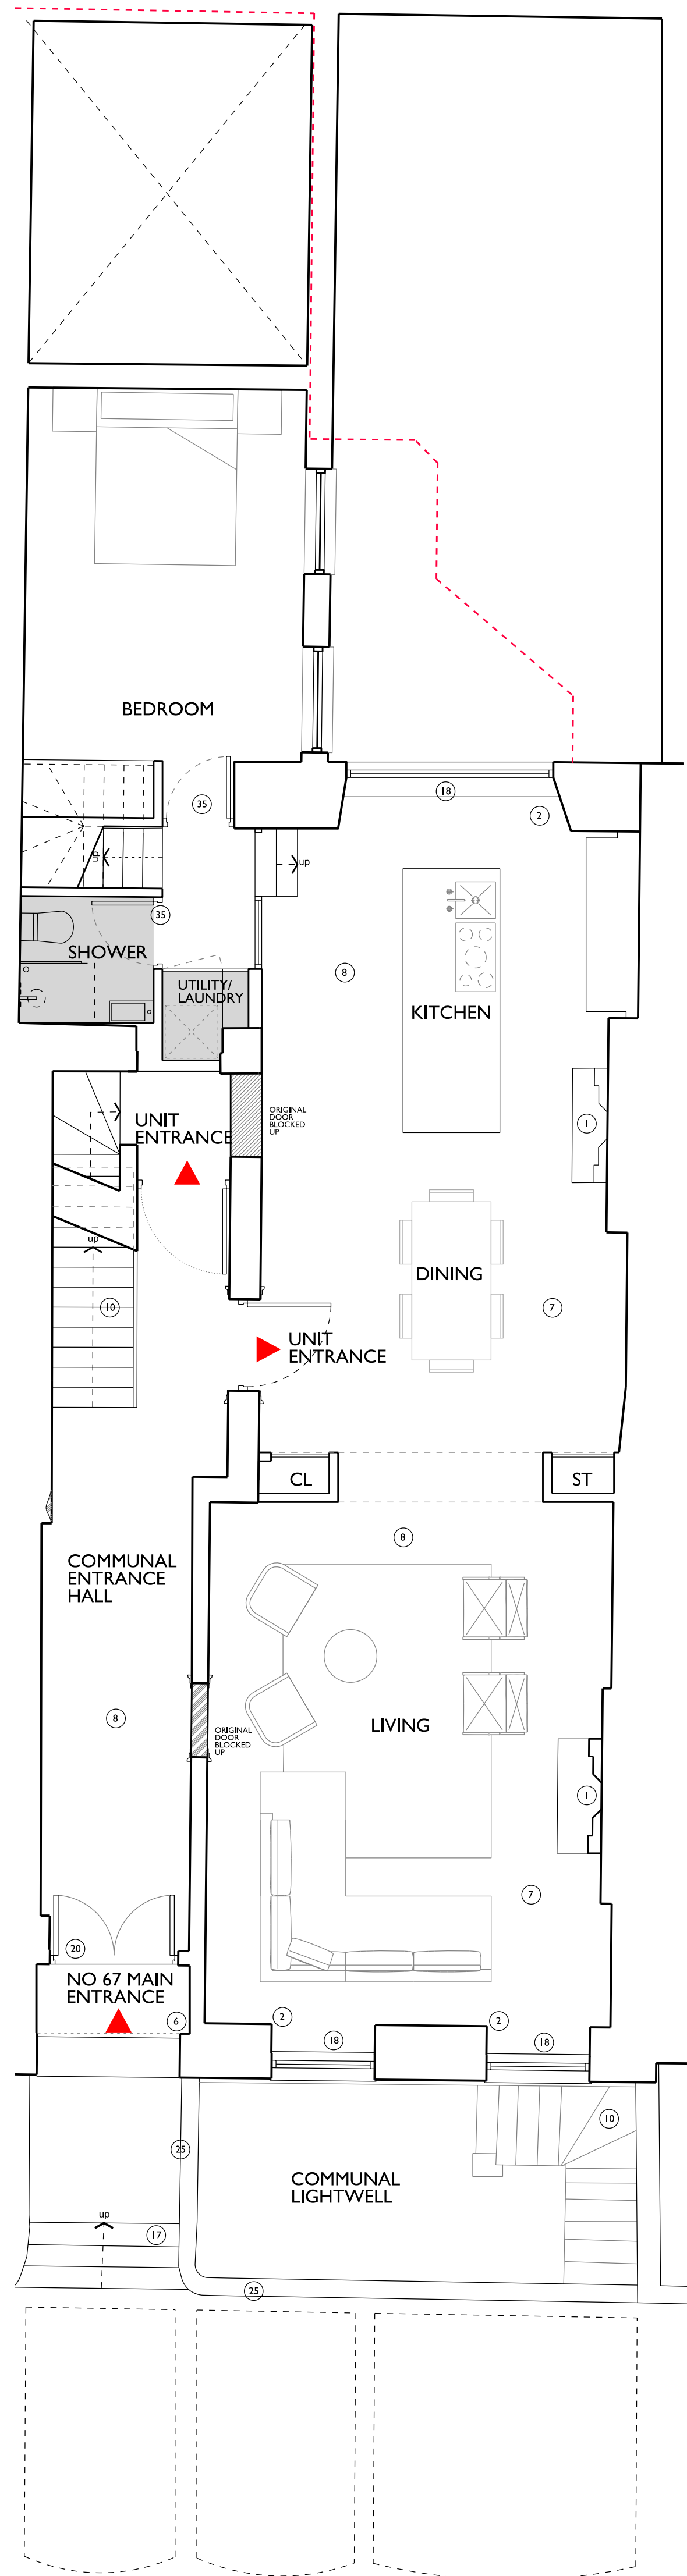 BEDROOM
18
2
35
up
dn
35
SHOWER
8
UTILITY/
LAUNDRY
KITCHEN
ORIGINAL
DOOR
BLOCKED
UP
UNIT
ENTRANCE
1
up
DINING
10
7
UNIT
ENTRANCE
CL
ST
8
COMMUNAL
ENTRANCE
HALL
8
LIVING
ORIGINAL
DOOR
BLOCKED
UP
1
7
20
NO 67 MAIN
ENTRANCE
6
2
2
18
18
10
25
COMMUNAL
LIGHTWELL
up
17
25